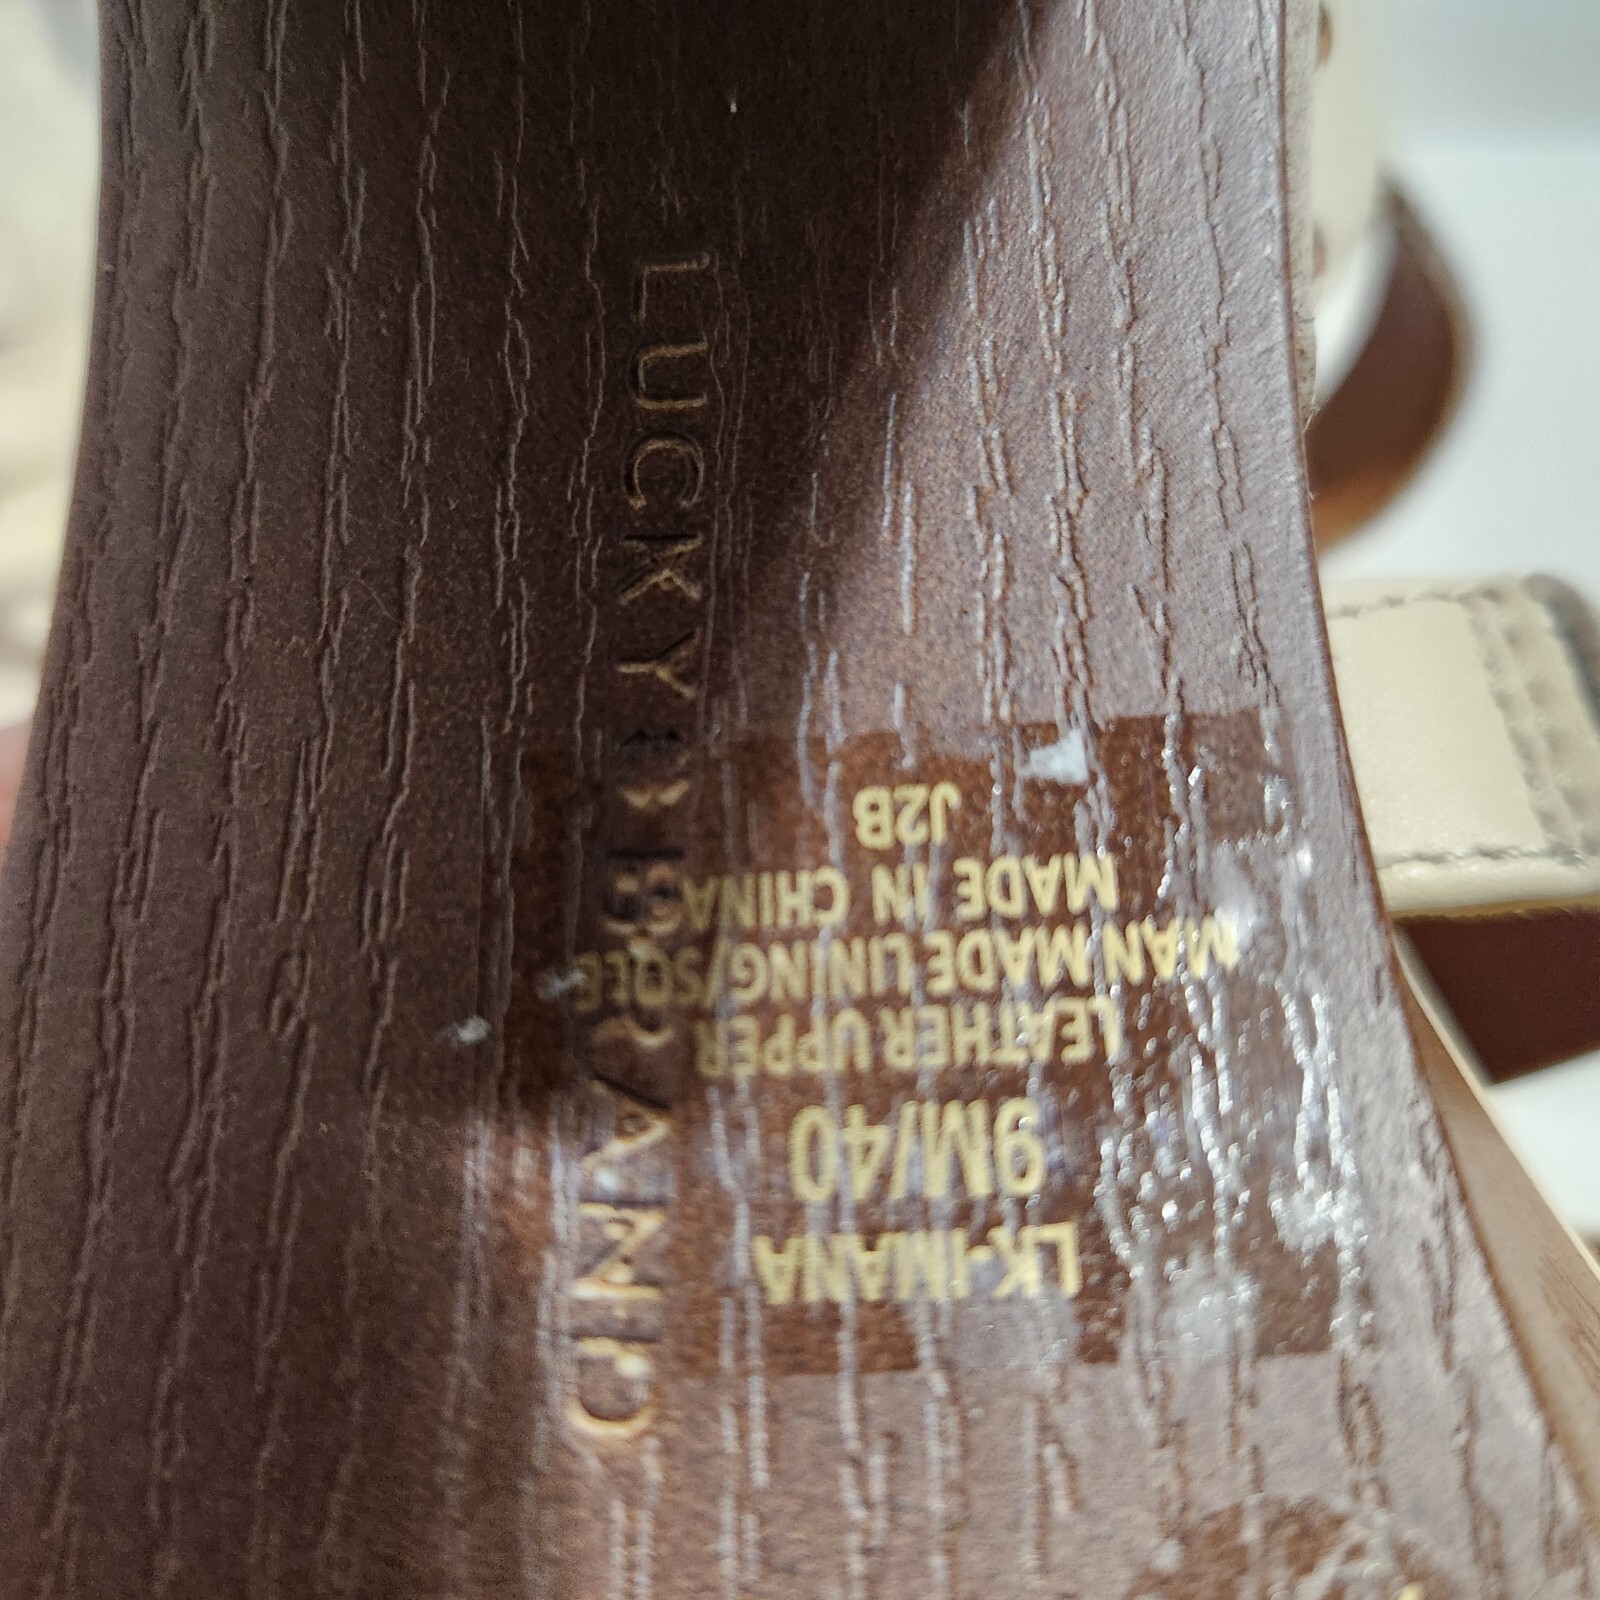 LUCKY BRAND
LK-IMANA
9M/40
LEATHER UPPER
MAN MADE LINING/SOLE
MADE IN CHINA
J2B